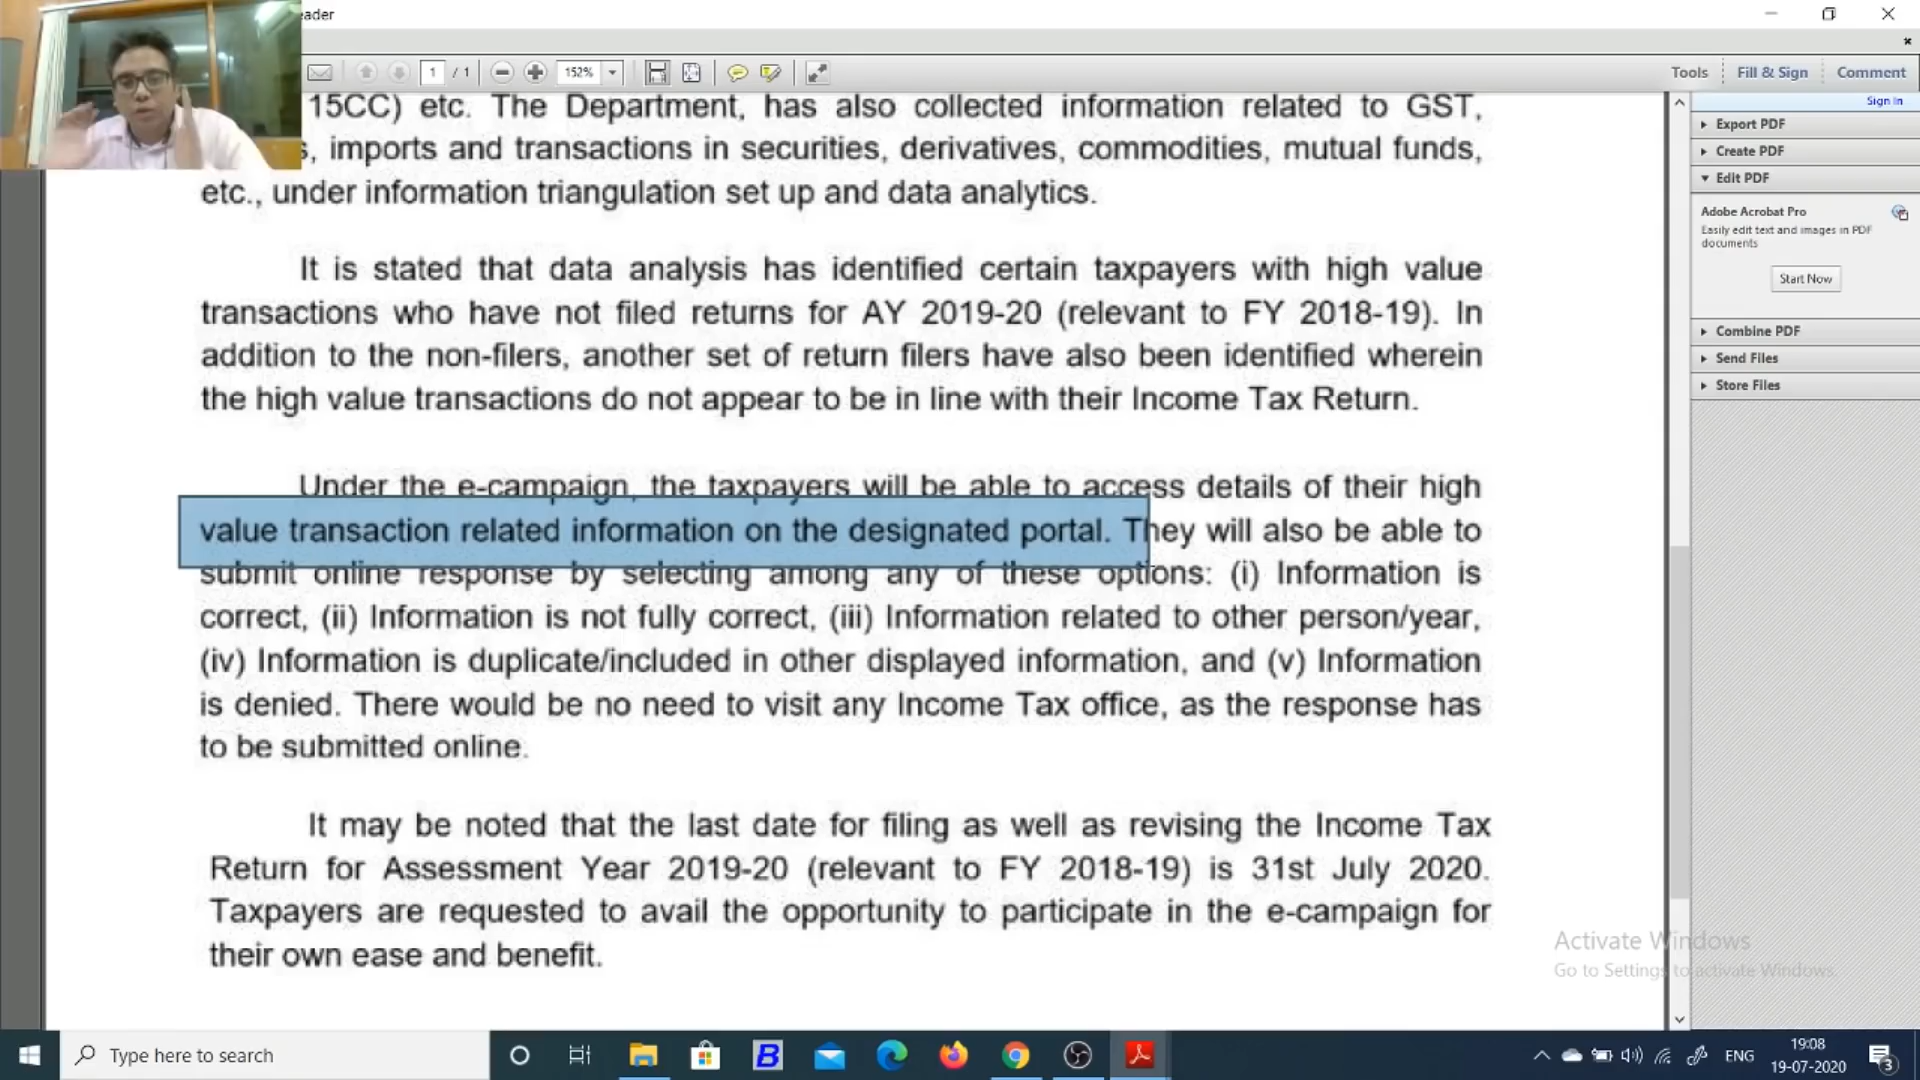 eader
1 / 1
152%
Tools
Fill & Sign
Comment
Sign In
15CC) etc. The Department, has also collected information related to GST,
s, imports and transactions in securities, derivatives, commodities, mutual funds,
etc., under information triangulation set up and data analytics.
It is stated that data analysis has identified certain taxpayers with high value
transactions who have not filed returns for AY 2019-20 (relevant to FY 2018-19). In
addition to the non-filers, another set of return filers have also been identified wherein
the high value transactions do not appear to be in line with their Income Tax Return.
Under the e-campaign, the taxpayers will be able to access details of their high
value transaction related information on the designated portal. They will also be able to
submit online response by selecting among any of these options: (i) Information is
correct, (ii) Information is not fully correct, (iii) Information related to other person/year,
(iv) Information is duplicate/included in other displayed information, and (v) Information
is denied. There would be no need to visit any Income Tax office, as the response has
to be submitted online.
It may be noted that the last date for filing as well as revising the Income Tax
Return for Assessment Year 2019-20 (relevant to FY 2018-19) is 31st July 2020.
Taxpayers are requested to avail the opportunity to participate in the e-campaign for
their own ease and benefit.
Export PDF
Create PDF
Edit PDF
Adobe Acrobat Pro
Easily edit text and images in PDF
documents
Start Now
Combine PDF
Send Files
Store Files
Activate Windows
Go to Settings to activate Windows.
Type here to search
B
ENG
19:08
19-07-2020
3